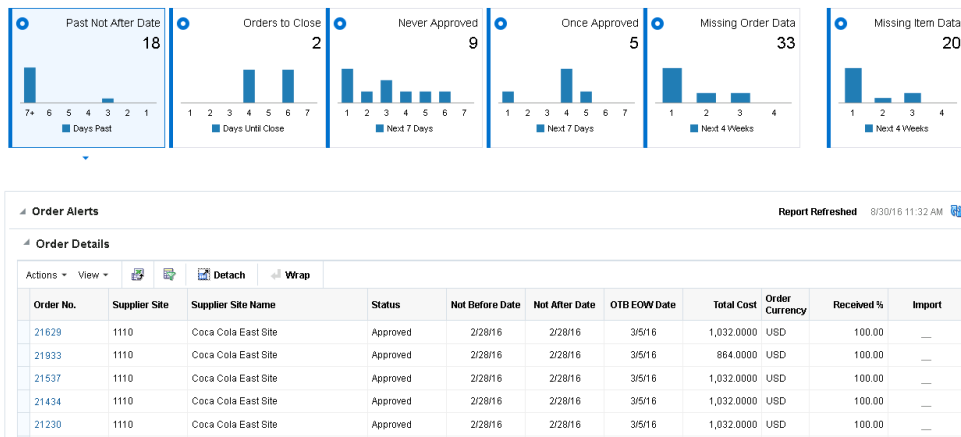 Past Not After Date
18
7+ 6 5 4 3 2 1
Days Past
Orders to Close
2
1 2 3 4 5 6 7
Days Until Close
Never Approved
9
1 2 3 4 5 6 7
Next 7 Days
Once Approved
5
1 2 3 4 5 6 7
Next 7 Days
Missing Order Data
33
1 2 3 4
Next 4 Weeks
Missing Item Data
20
1 2 3 4
Next 4 Weeks
Order Alerts
Report Refreshed 8/30/16 11:32 AM
Order Details
Actions View Detach Wrap
Order No. Supplier Site Supplier Site Name Status Not Before Date Not After Date OTB EOW Date Total Cost Order Currency Received % Import
21629 1110 Coca Cola East Site Approved 2/28/16 2/28/16 3/5/16 1,032.0000 USD 100.00 __
21933 1110 Coca Cola East Site Approved 2/28/16 2/28/16 3/5/16 864.0000 USD 100.00 __
21537 1110 Coca Cola East Site Approved 2/28/16 2/28/16 3/5/16 1,032.0000 USD 100.00 __
21434 1110 Coca Cola East Site Approved 2/28/16 2/28/16 3/5/16 1,032.0000 USD 100.00 __
21230 1110 Coca Cola East Site Approved 2/28/16 2/28/16 3/5/16 1,032.0000 USD 100.00 __